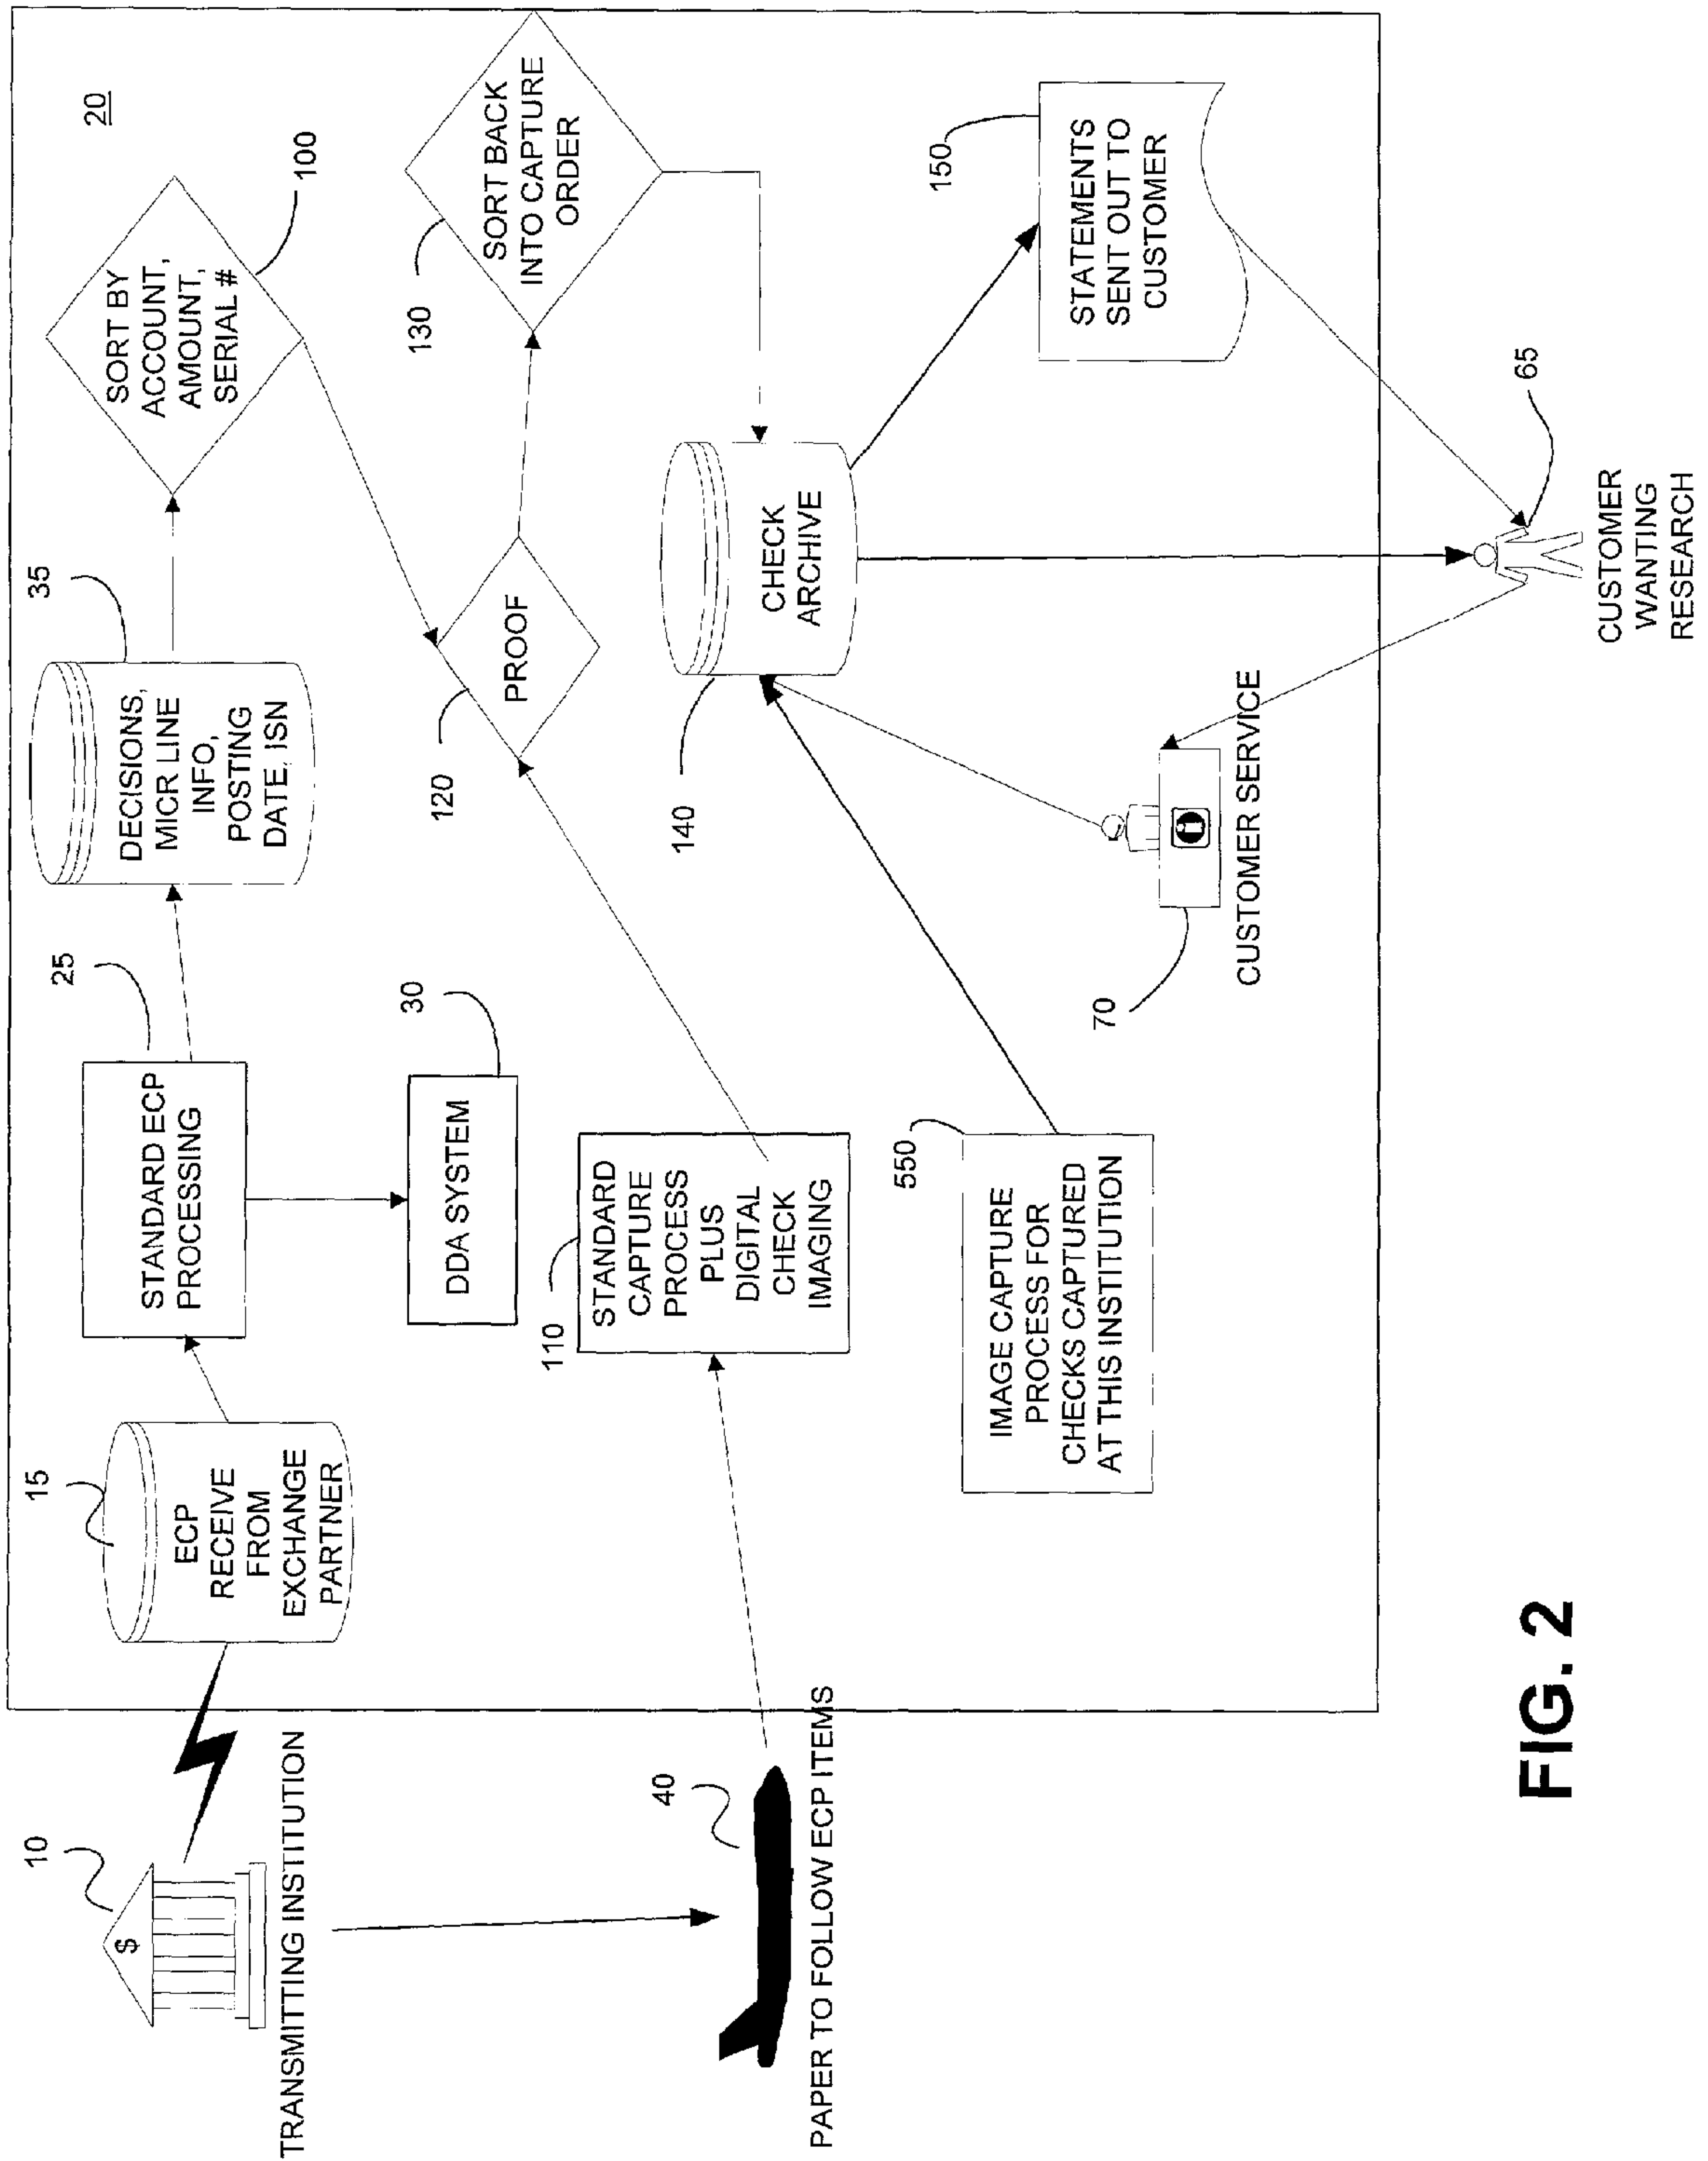 20
10
TRANSMITTING INSTITUTION
$
15
ECP
RECEIVE
FROM
EXCHANGE
PARTNER
25
STANDARD ECP
PROCESSING
30
DDA SYSTEM
35
DECISIONS,
MICR LINE
INFO,
POSTING
DATE, ISN
100
SORT BY
ACCOUNT,
AMOUNT,
SERIAL #
40
PAPER TO FOLLOW ECP ITEMS
110
STANDARD
CAPTURE
PROCESS
PLUS
DIGITAL
CHECK
IMAGING
120
PROOF
130
SORT BACK
INTO CAPTURE
ORDER
140
CHECK
ARCHIVE
550
IMAGE CAPTURE
PROCESS FOR
CHECKS CAPTURED
AT THIS INSTITUTION
70
i
CUSTOMER SERVICE
150
STATEMENTS
SENT OUT TO
CUSTOMER
65
CUSTOMER
WANTING
RESEARCH
FIG. 2